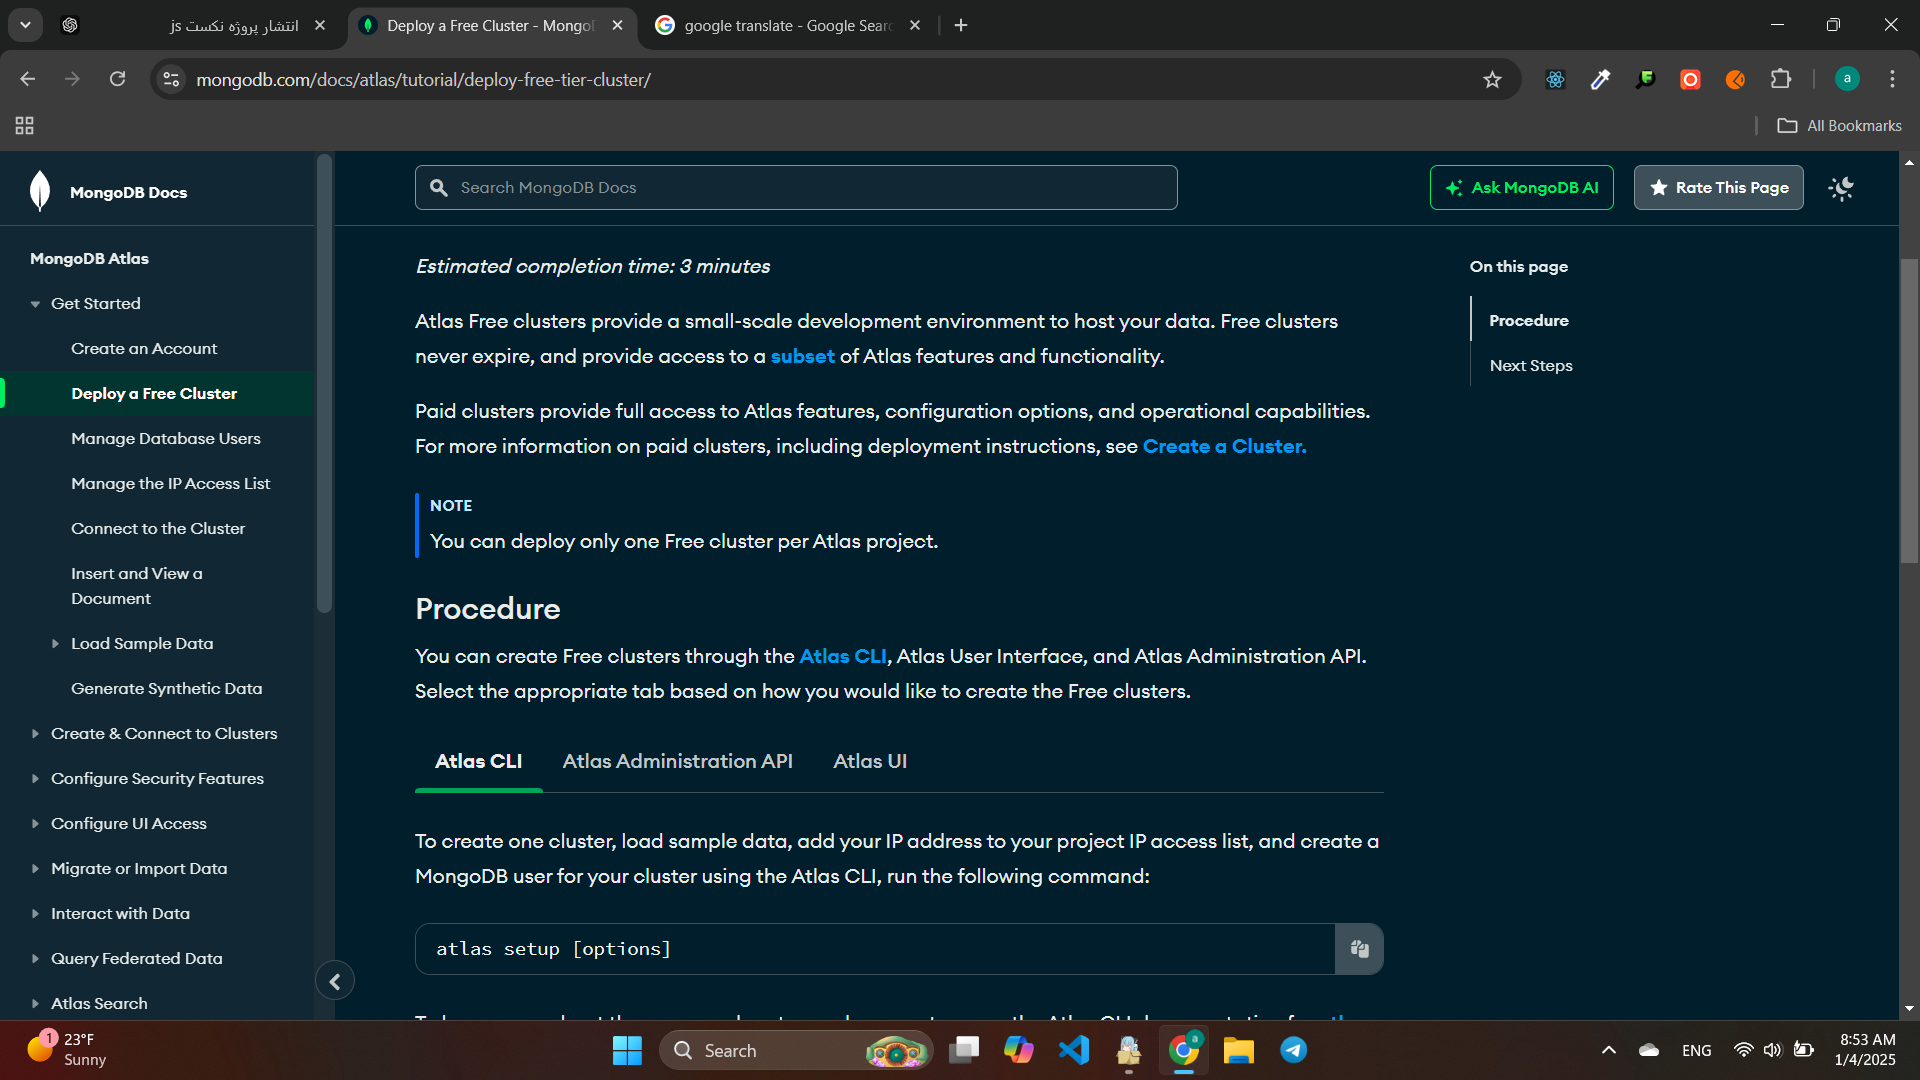 انتشار پروژه نکست js
Deploy a Free Cluster - Mongo
google translate - Google Sear
mongodb.com/docs/atlas/tutorial/deploy-free-tier-cluster/
a
All Bookmarks
MongoDB Docs
Search MongoDB Docs
Ask MongoDB AI
Rate This Page
MongoDB Atlas
Get Started
Create an Account
Deploy a Free Cluster
Manage Database Users
Manage the IP Access List
Connect to the Cluster
Insert and View a
Document
Load Sample Data
Generate Synthetic Data
Create & Connect to Clusters
Configure Security Features
Configure UI Access
Migrate or Import Data
Interact with Data
Query Federated Data
Atlas Search
Estimated completion time: 3 minutes
Atlas Free clusters provide a small-scale development environment to host your data. Free clusters
never expire, and provide access to a subset of Atlas features and functionality.
Paid clusters provide full access to Atlas features, configuration options, and operational capabilities.
For more information on paid clusters, including deployment instructions, see Create a Cluster.
NOTE
You can deploy only one Free cluster per Atlas project.
Procedure
You can create Free clusters through the Atlas CLI, Atlas User Interface, and Atlas Administration API.
Select the appropriate tab based on how you would like to create the Free clusters.
Atlas CLI
Atlas Administration API
Atlas UI
To create one cluster, load sample data, add your IP address to your project IP access list, and create a
MongoDB user for your cluster using the Atlas CLI, run the following command:
atlas setup [options]
On this page
Procedure
Next Steps
1
23°F
Sunny
Search
a
ENG
8:53 AM
1/4/2025